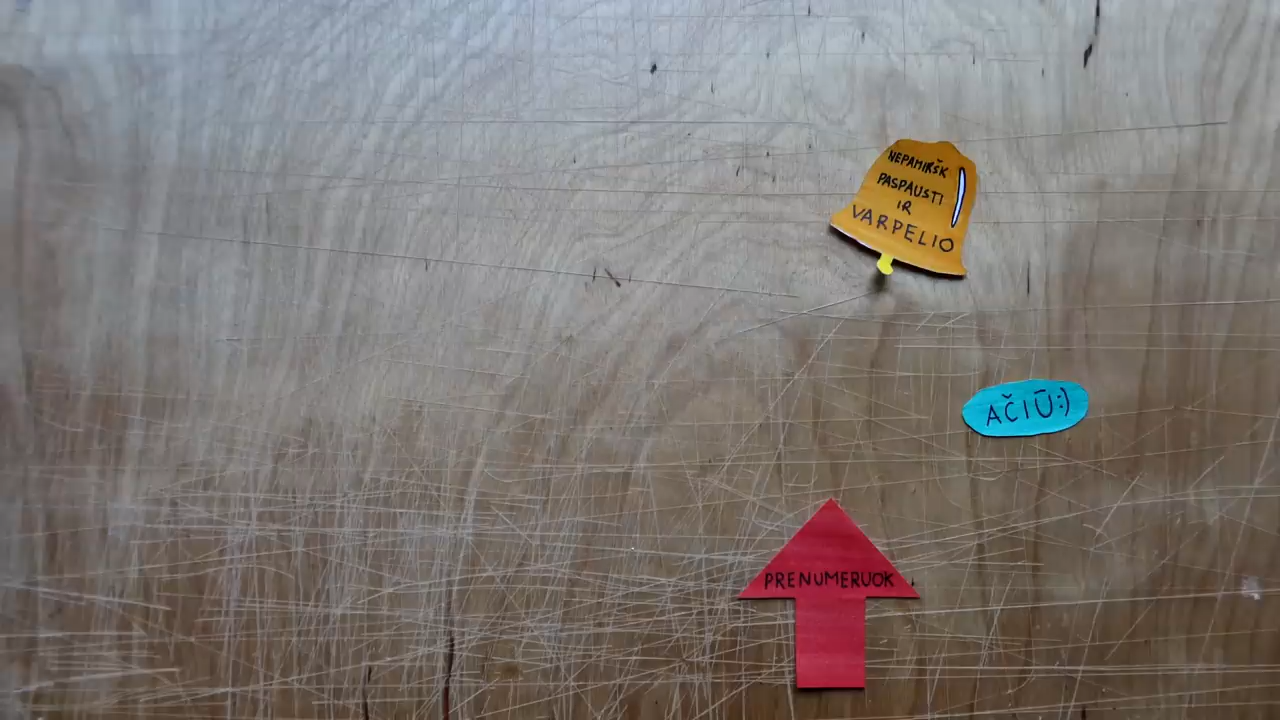 NEPAMIRŠK
PASPAUSTI
IR
VARPELIO
AČIŪ:)
PRENUMERUOK